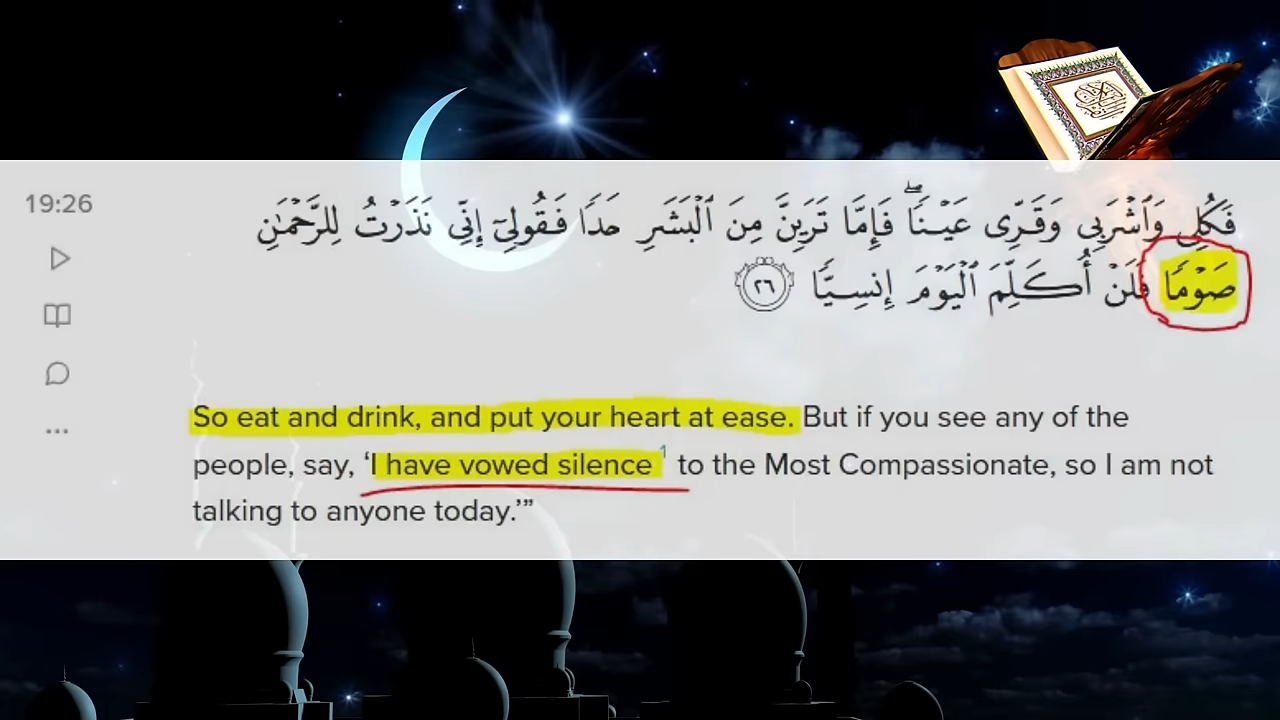 19:26
فَكُلِى وَٱشْرَبِى وَقَرِّى عَيْنًا ۖ فَإِمَّا تَرَيِنَّ مِنَ ٱلْبَشَرِ حَدًا فَقُولِىٓ إِنِّى نَذَرْتُ لِلرَّحْمَـٰنِ
صَوْمًا فَلَنْ أُكَلِّمَ ٱلْيَوْمَ إِنسِيًّا ٢٦
So eat and drink, and put your heart at ease. But if you see any of the
people, say, ‘I have vowed silence 1 to the Most Compassionate, so I am not
talking to anyone today.’”